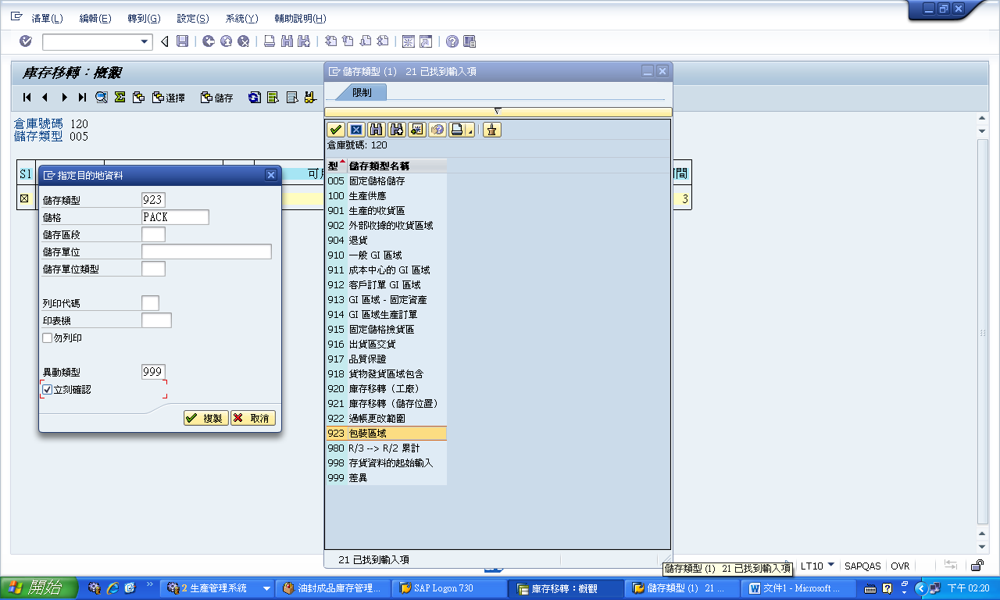 清單(L) 編輯(E) 轉到(G) 設定(S) 系統(Y) 輔助說明(H)
庫存移轉：概觀
選擇 儲存
倉庫號碼 120
儲存類型 005
S1 可用 期間
3
指定目的地資料
儲存類型 923
儲格 PACK
儲存區段
儲存單位
儲存單位類型
列印代碼
印表機
勿列印
異動類型 999
立刻確認
複製 取消
儲存類型 (1) 21 已找到輸入項
限制
倉庫號碼: 120
型 儲存類型名稱
005 固定儲格儲存
100 生產供應
901 生產的收貨區
902 外部收據的收貨區域
904 退貨
910 一般 GI 區域
911 成本中心的 GI 區域
912 客戶訂單 GI 區域
913 GI 區域 - 固定資產
914 GI 區域生產訂單
915 固定儲格撿貨區
916 出貨區交貨
917 品質保證
918 貨物發貨區域包含
920 庫存移轉（工廠）
921 庫存移轉（儲存位置）
922 過帳更改範圍
923 包裝區域
980 R/3 --> R/2 累計
998 存貨資料的起始輸入
999 差異
21 已找到輸入項
儲存類型 (1) 21 已找到輸入項
LT10 SAPQAS OVR
開始 2 生產管理系統 油封成品庫存管理... SAP Logon 730 庫存移轉：概觀 儲存類型 (1) 21 ... 文件1 - Microsoft ... 下午 02:20